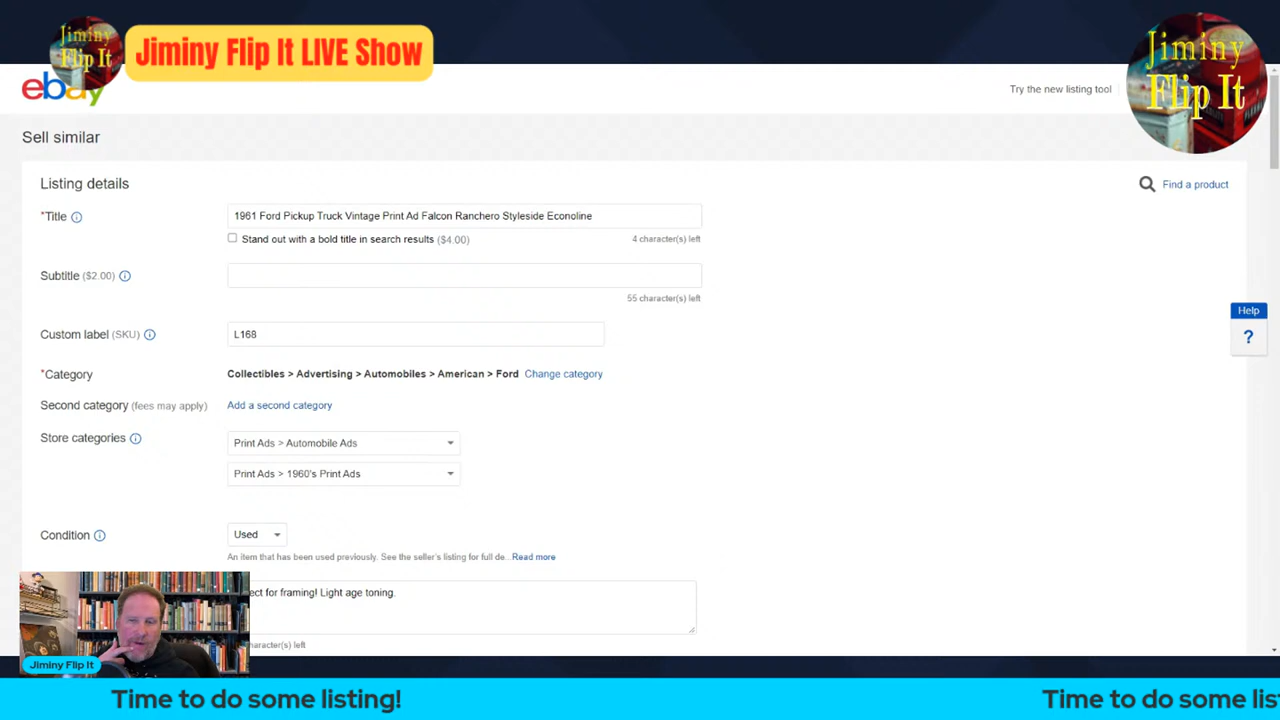 Jiminy
Flip It
Jiminy Flip It LIVE Show
Jiminy
Flip It
ebay
Try the new listing tool
Sell similar
Listing details
Find a product
*Title
1961 Ford Pickup Truck Vintage Print Ad Falcon Ranchero Styleside Econoline
Stand out with a bold title in search results ($4.00)
4 character(s) left
Subtitle ($2.00)
55 character(s) left
Help
?
Custom label (SKU)
L168
*Category
Collectibles > Advertising > Automobiles > American > Ford Change category
Second category (fees may apply)
Add a second category
Store categories
Print Ads > Automobile Ads
Print Ads > 1960's Print Ads
Condition
Used
An item that has been used previously. See the seller's listing for full de... Read more
ect for framing! Light age toning.
haracter(s) left
Jiminy Flip It
Time to do some listing!
Time to do some lis